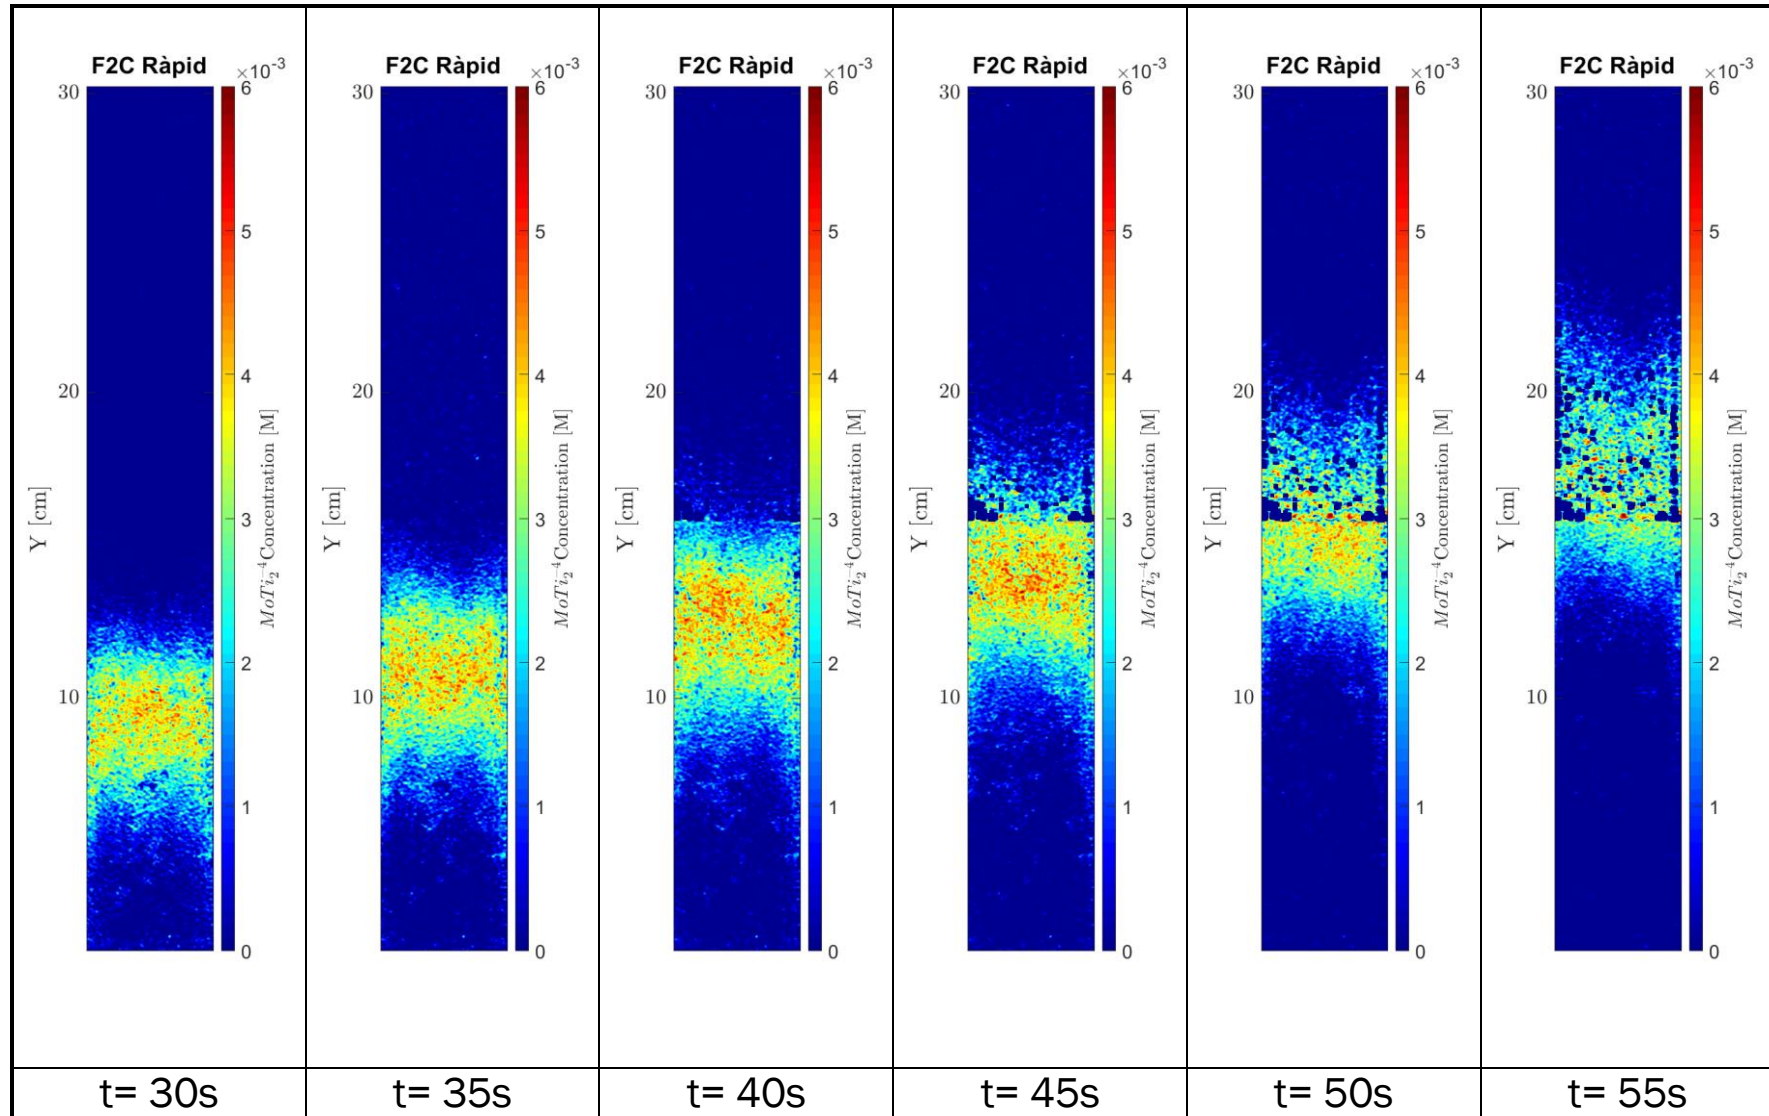 F2C Ràpid ×10⁻³
30
20
10
Y [cm]
6
5
4
3
2
1
0
MoTi₂⁻⁴Concentration [M]
F2C Ràpid ×10⁻³
30
20
10
Y [cm]
6
5
4
3
2
1
0
MoTi₂⁻⁴Concentration [M]
F2C Ràpid ×10⁻³
30
20
10
Y [cm]
6
5
4
3
2
1
0
MoTi₂⁻⁴Concentration [M]
F2C Ràpid ×10⁻³
30
20
10
Y [cm]
6
5
4
3
2
1
0
MoTi₂⁻⁴Concentration [M]
F2C Ràpid ×10⁻³
30
20
10
Y [cm]
6
5
4
3
2
1
0
MoTi₂⁻⁴Concentration [M]
F2C Ràpid ×10⁻³
30
20
10
Y [cm]
6
5
4
3
2
1
0
MoTi₂⁻⁴Concentration [M]
t= 30s
t= 35s
t= 40s
t= 45s
t= 50s
t= 55s